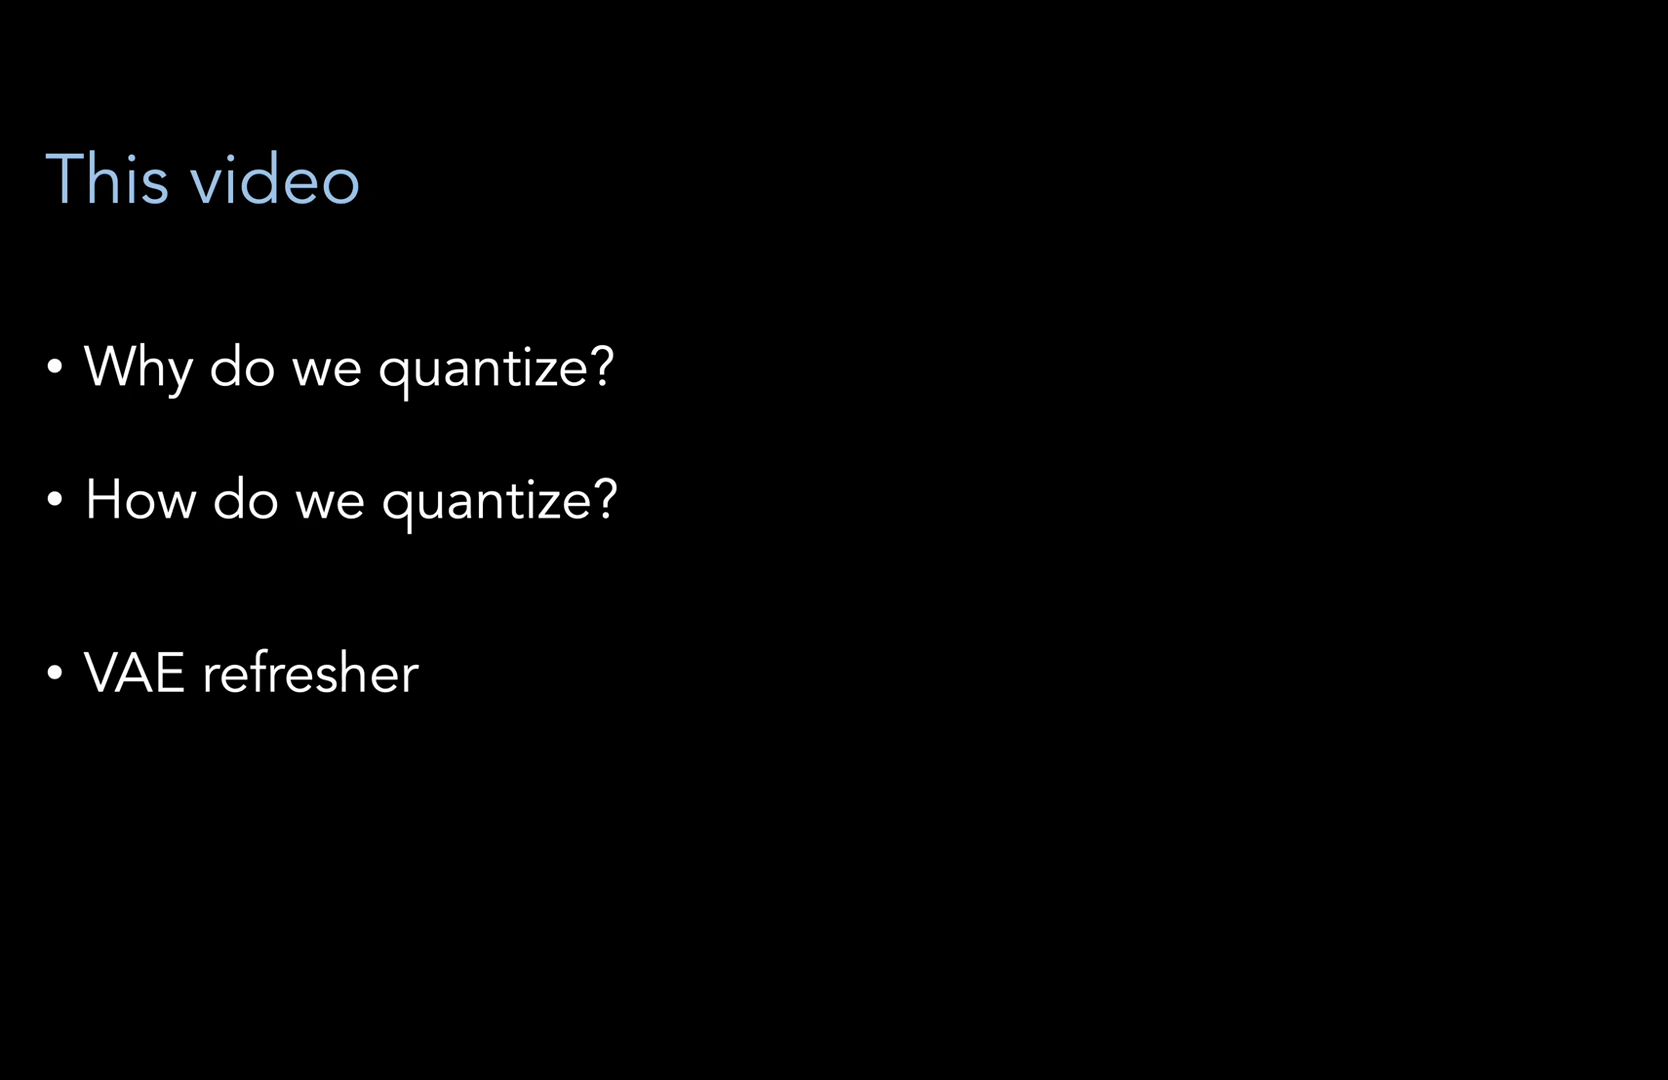 This video
• Why do we quantize?
• How do we quantize?
• VAE refresher